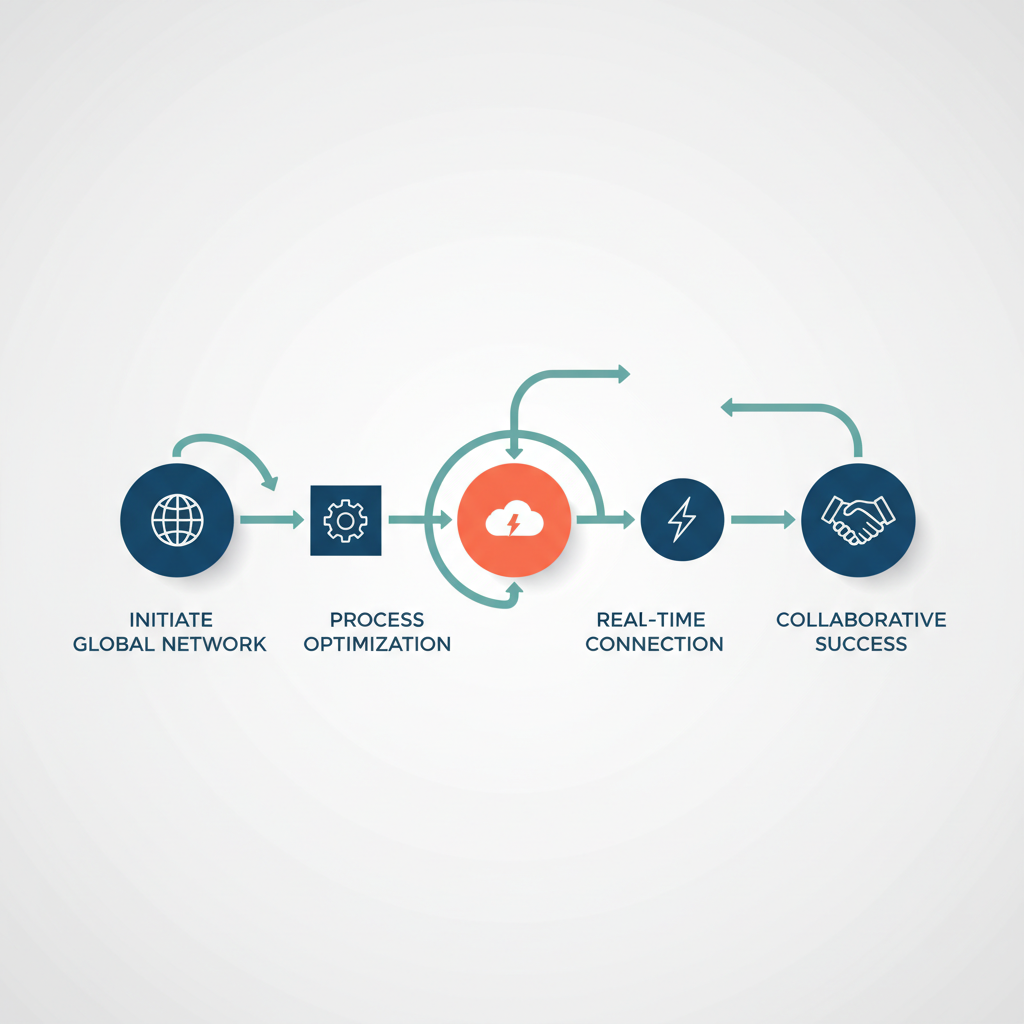 INITIATE
GLOBAL NETWORK
PROCESS
OPTIMIZATION
REAL-TIME
CONNECTION
COLLABORATIVE
SUCCESS